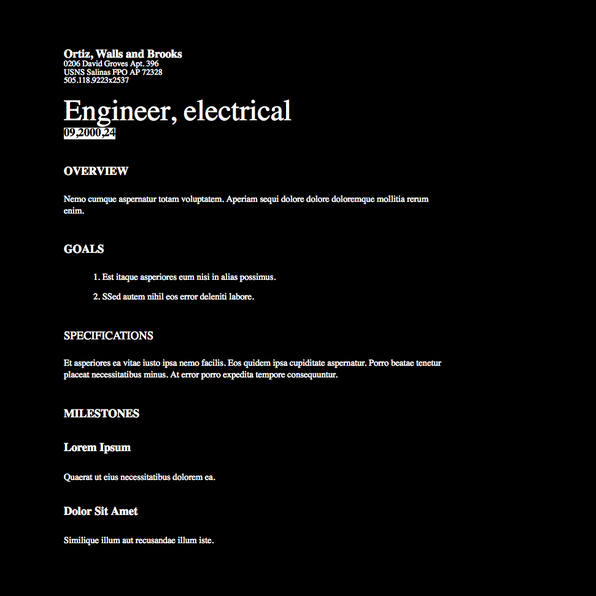 Ortiz, Walls and Brooks
0206 David Groves Apt. 396
USNS Salinas FPO AP 72328
505.118.9223x2537
Engineer, electrical
09,2000,24
OVERVIEW
Nemo cumque aspernatur totam voluptatem. Aperiam sequi dolore dolore doloremque mollitia rerum
enim.
GOALS
1. Est itaque asperiores eum nisi in alias possimus.
2. SSed autem nihil eos error deleniti labore.
SPECIFICATIONS
Et asperiores ea vitae iusto ipsa nemo facilis. Eos quidem ipsa cupiditate aspernatur. Porro beatae tenetur
placeat necessitatibus minus. At error porro expedita tempore consequuntur.
MILESTONES
Lorem Ipsum
Quaerat ut eius necessitatibus dolorem ea.
Dolor Sit Amet
Similique illum aut recusandae illum iste.